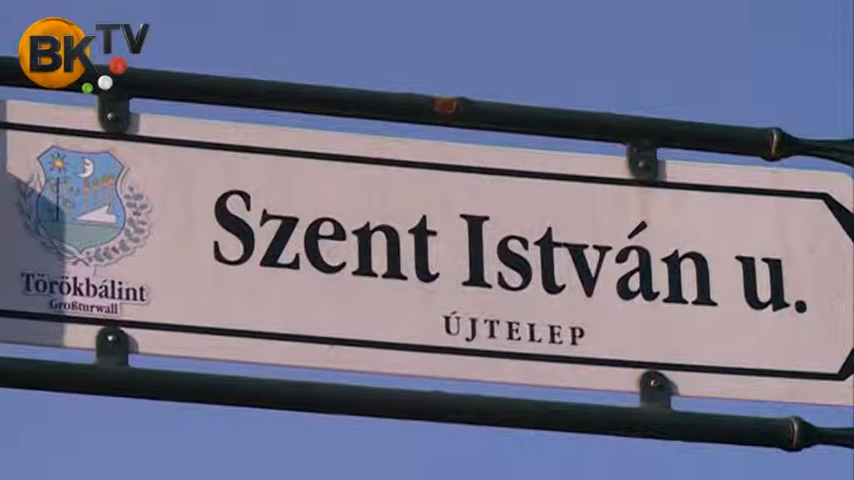 BKTV
Szent István u.
ÚJTELEP
Törökbálint
Großturwall